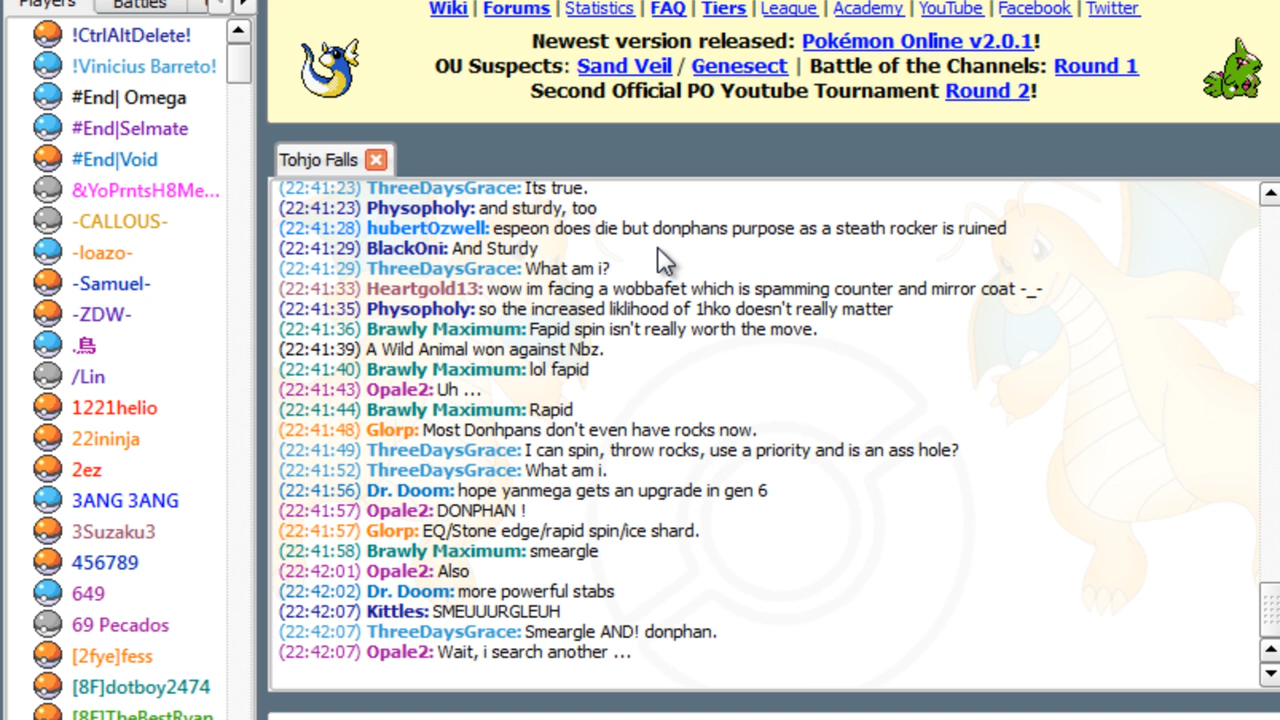 Players Battles
!CtrlAltDelete!
!Vinicius Barreto!
#End| Omega
#End|Selmate
#End|Void
&YoPrntsH8Me...
-CALLOUS-
-loazo-
-Samuel-
-ZDW-
.鳥
/Lin
1221helio
22ininja
2ez
3ANG 3ANG
3Suzaku3
456789
649
69 Pecados
[2fye]fess
[8F]dotboy2474
[8F]TheBestRyan
Wiki | Forums | Statistics | FAQ | Tiers | League | Academy | YouTube | Facebook | Twitter
Newest version released: Pokémon Online v2.0.1!
OU Suspects: Sand Veil / Genesect | Battle of the Channels: Round 1
Second Official PO Youtube Tournament Round 2!
Tohjo Falls
(22:41:23) ThreeDaysGrace: Its true.
(22:41:23) Physopholy: and sturdy, too
(22:41:28) hubertOzwell: espeon does die but donphans purpose as a steath rocker is ruined
(22:41:29) BlackOni: And Sturdy
(22:41:29) ThreeDaysGrace: What am i?
(22:41:33) Heartgold13: wow im facing a wobbafet which is spamming counter and mirror coat -_-
(22:41:35) Physopholy: so the increased liklihood of 1hko doesn't really matter
(22:41:36) Brawly Maximum: Fapid spin isn't really worth the move.
(22:41:39) A Wild Animal won against Nbz.
(22:41:40) Brawly Maximum: lol fapid
(22:41:43) Opale2: Uh ...
(22:41:44) Brawly Maximum: Rapid
(22:41:48) Glorp: Most Donhpans don't even have rocks now.
(22:41:49) ThreeDaysGrace: I can spin, throw rocks, use a priority and is an ass hole?
(22:41:52) ThreeDaysGrace: What am i.
(22:41:56) Dr. Doom: hope yanmega gets an upgrade in gen 6
(22:41:57) Opale2: DONPHAN !
(22:41:57) Glorp: EQ/Stone edge/rapid spin/ice shard.
(22:41:58) Brawly Maximum: smeargle
(22:42:01) Opale2: Also
(22:42:02) Dr. Doom: more powerful stabs
(22:42:07) Kittles: SMEUUURGLEUH
(22:42:07) ThreeDaysGrace: Smeargle AND! donphan.
(22:42:07) Opale2: Wait, i search another ...